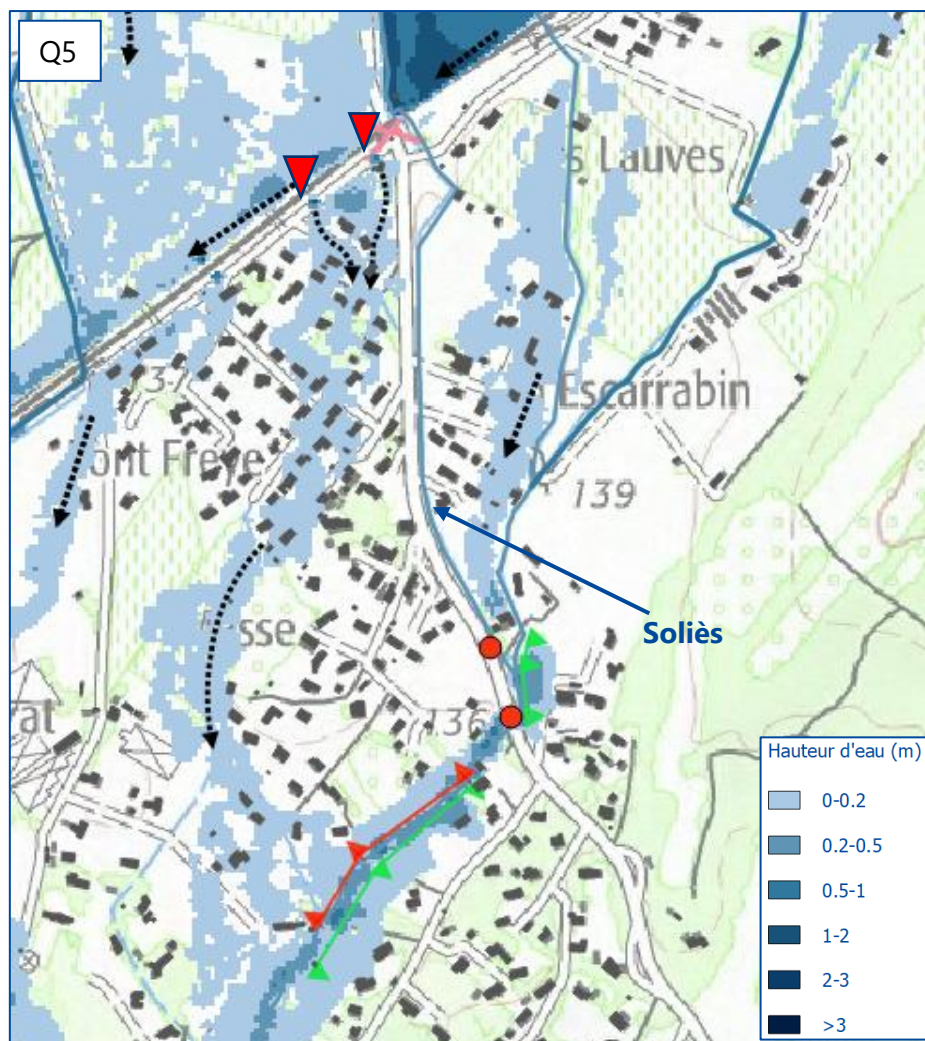 Q5
s Lauves
Escarrabin
ont Freye
139
Soliès
sse
136
Hauteur d'eau (m)
0-0.2
0.2-0.5
0.5-1
1-2
2-3
>3